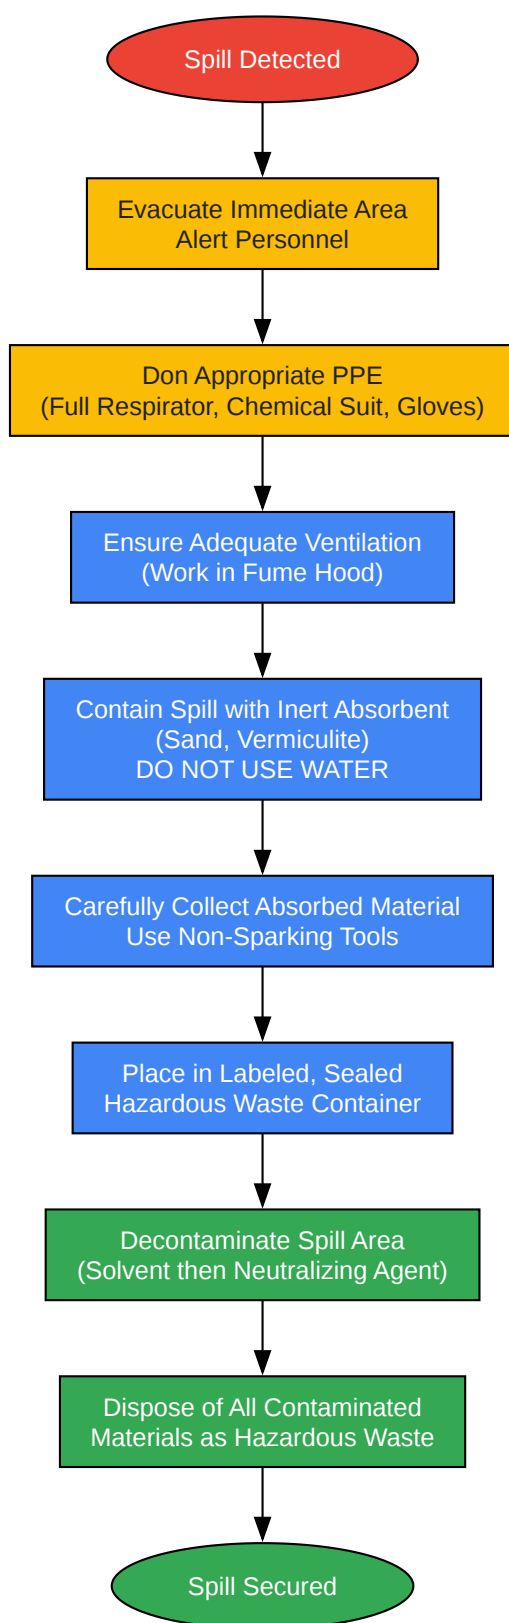 Spill Detected
Evacuate Immediate Area
Alert Personnel
Don Appropriate PPE
(Full Respirator, Chemical Suit, Gloves)
Ensure Adequate Ventilation
(Work in Fume Hood)
Contain Spill with Inert Absorbent
(Sand, Vermiculite)
DO NOT USE WATER
Carefully Collect Absorbed Material
Use Non-Sparking Tools
Place in Labeled, Sealed
Hazardous Waste Container
Decontaminate Spill Area
(Solvent then Neutralizing Agent)
Dispose of All Contaminated
Materials as Hazardous Waste
Spill Secured